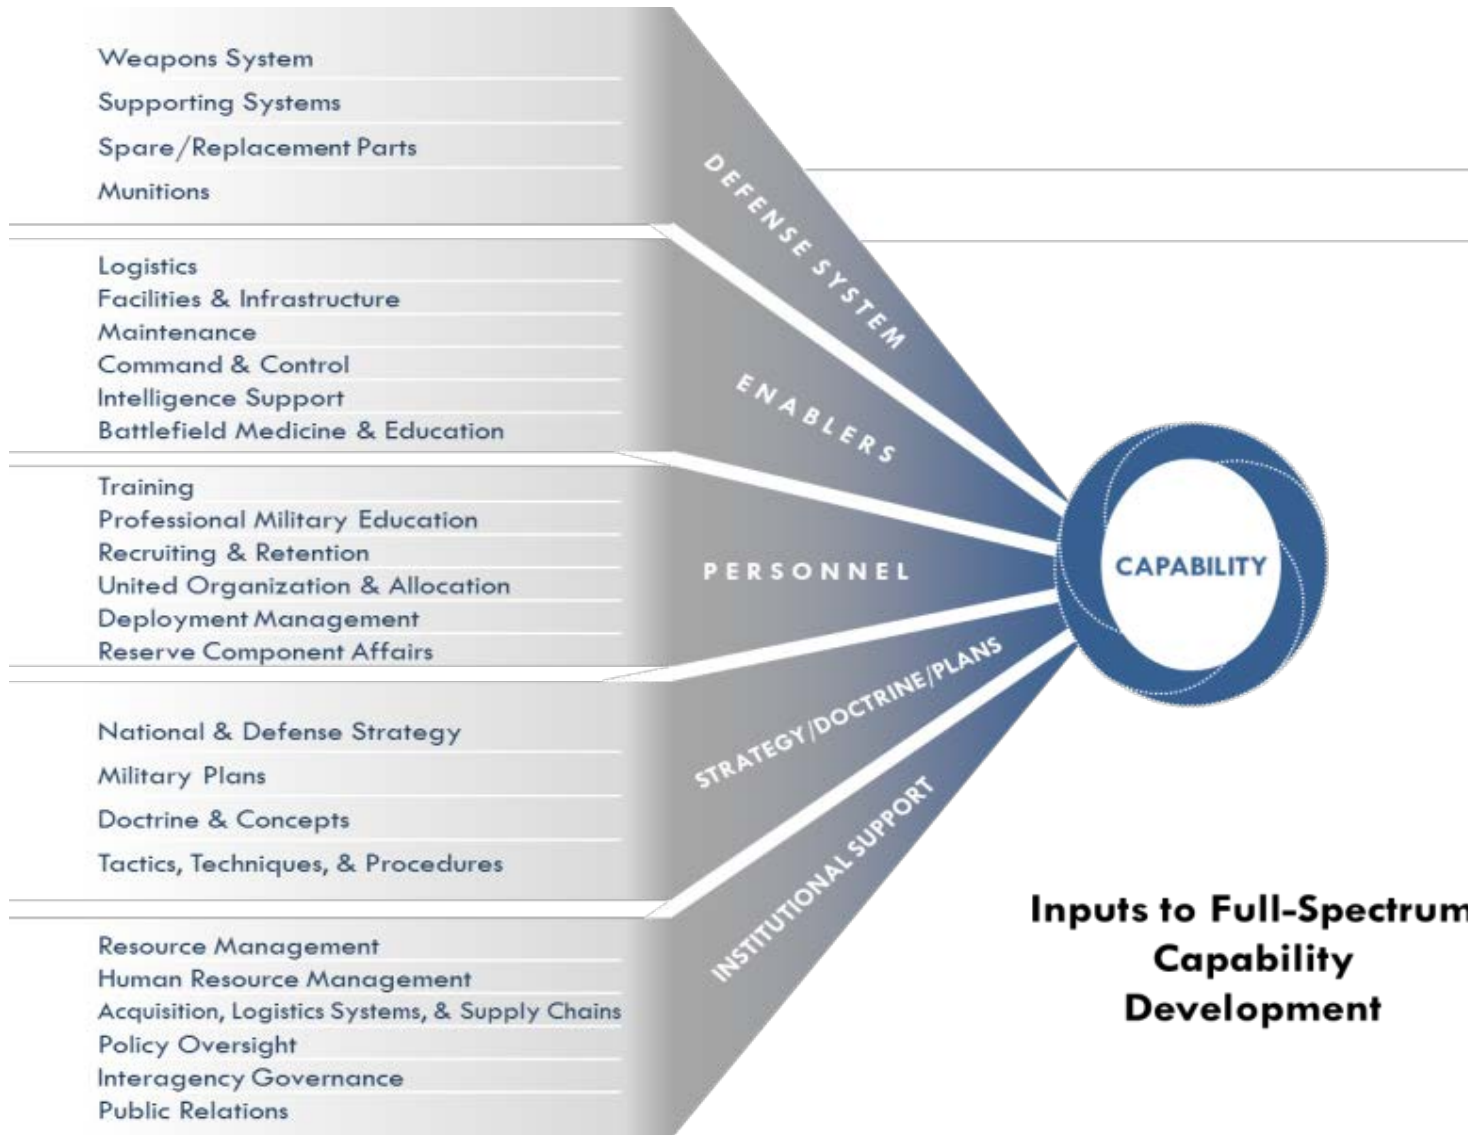 Weapons System
Supporting Systems
Spare/Replacement Parts
Munitions
DEFENSE SYSTEM
Logistics
Facilities & Infrastructure
Maintenance
Command & Control
Intelligence Support
Battlefield Medicine & Education
ENABLERS
Training
Professional Military Education
Recruiting & Retention
United Organization & Allocation
Deployment Management
Reserve Component Affairs
PERSONNEL
National & Defense Strategy
Military Plans
Doctrine & Concepts
Tactics, Techniques, & Procedures
STRATEGY/DOCTRINE/PLANS
Resource Management
Human Resource Management
Acquisition, Logistics Systems, & Supply Chains
Policy Oversight
Interagency Governance
Public Relations
INSTITUTIONAL SUPPORT
CAPABILITY
Inputs to Full-Spectrum
Capability
Development